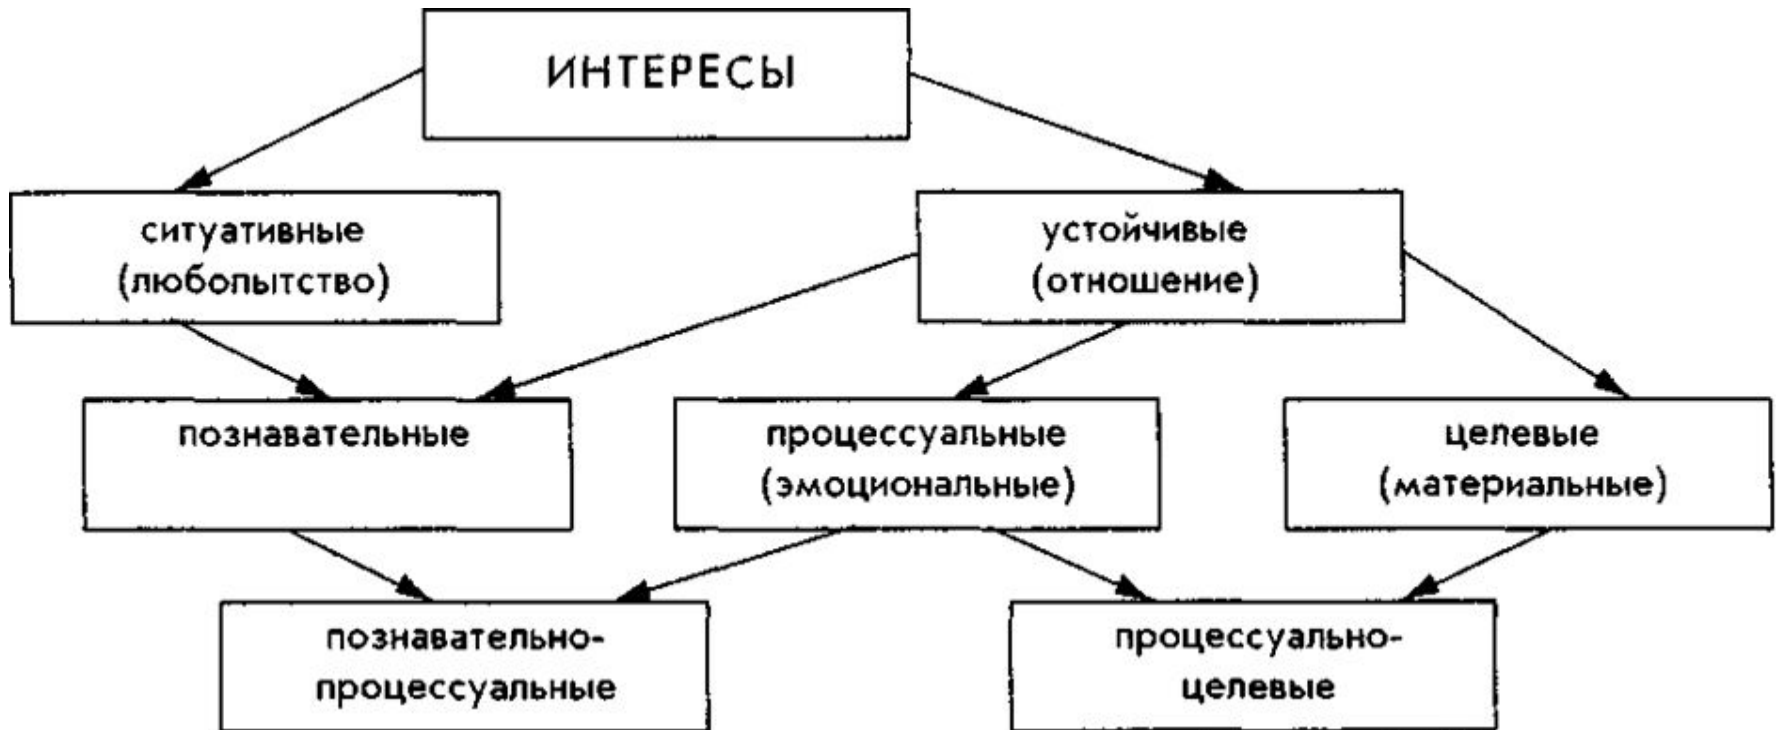 ИНТЕРЕСЫ
ситуативные
(любопытство)
устойчивые
(отношение)
познавательные
процессуальные
(эмоциональные)
целевые
(материальные)
познавательно-
процессуальные
процессуально-
целевые